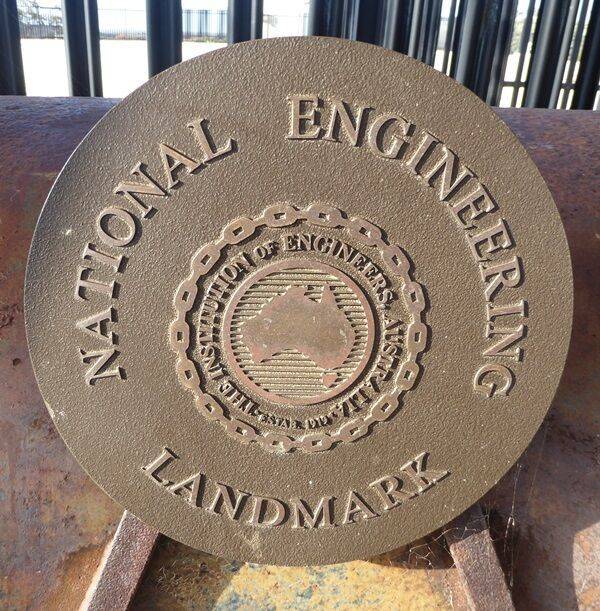 NATIONAL ENGINEERING
LANDMARK
THE INSTITUTION OF ENGINEERS, AUSTRALIA